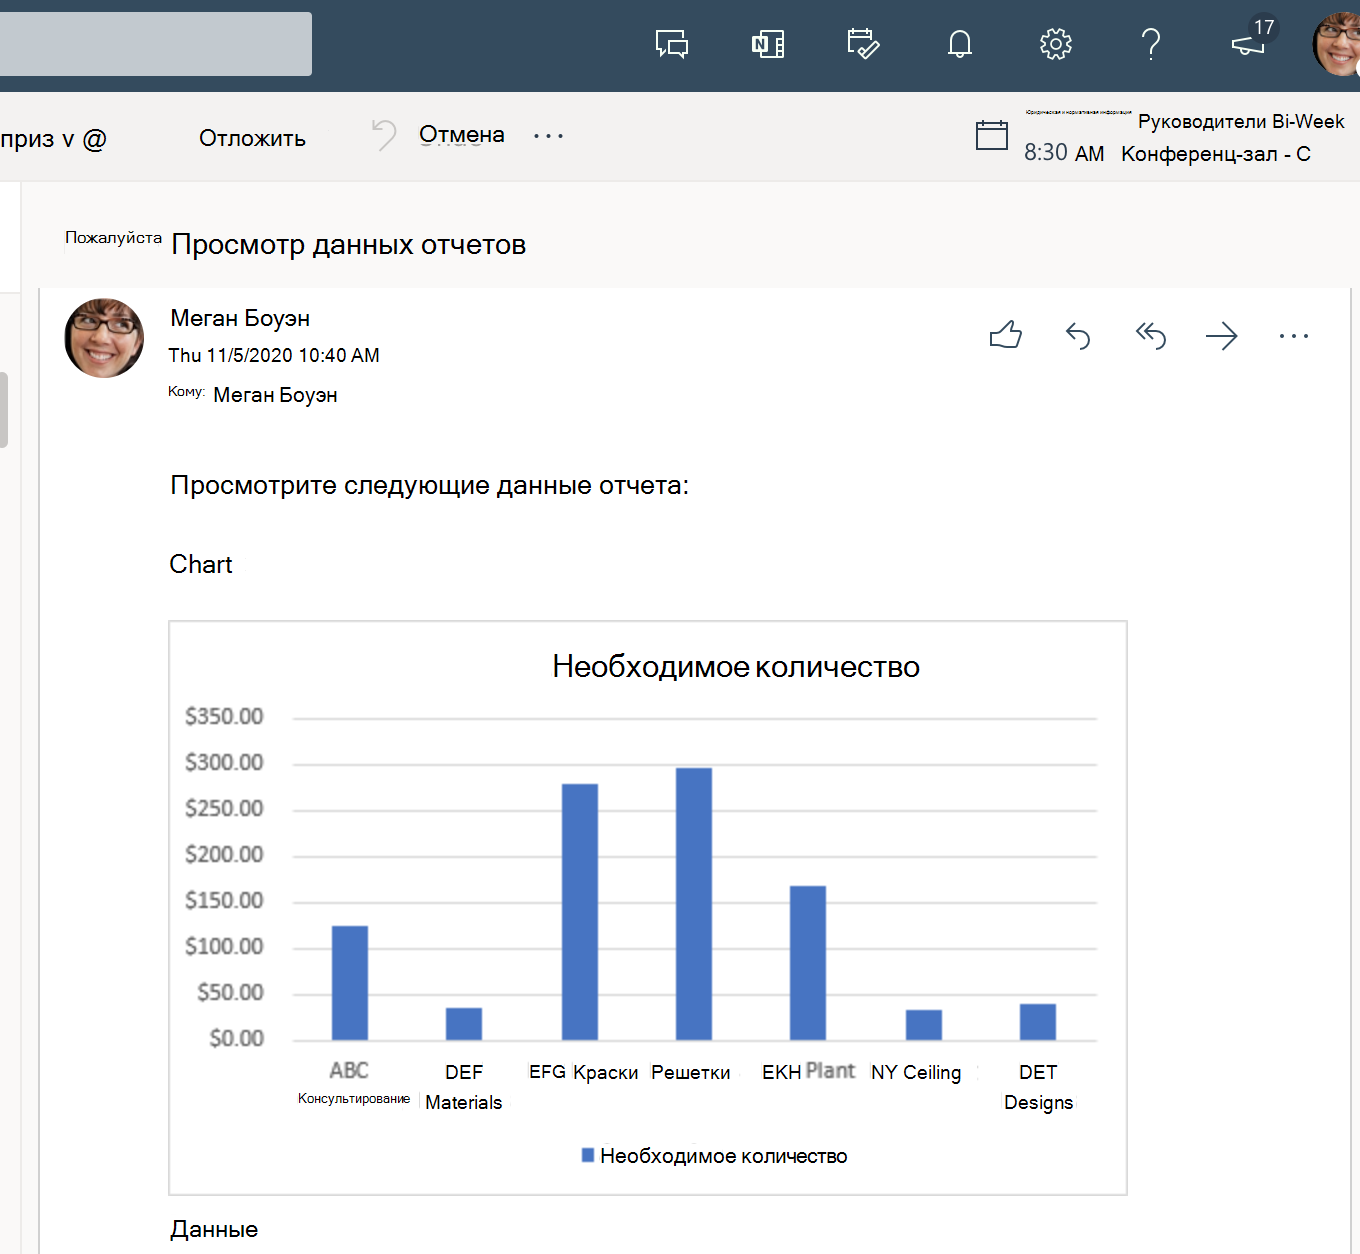 17
приз v @
Отложить
Отмена
Юридическая и нормативная информация
Руководители Bi-Week
8:30 AM Конференц-зал - C
Пожалуйста Просмотр данных отчетов
Меган Боуэн
Thu 11/5/2020 10:40 AM
Кому: Меган Боуэн
Просмотрите следующие данные отчета:
Chart
Необходимое количество
$350.00
$300.00
$250.00
$200.00
$150.00
$100.00
$50.00
$0.00
ABC Консультирование
DEF Materials
EFG Краски
Решетки
EKH Plant
NY Ceiling
DET Designs
Необходимое количество
Данные